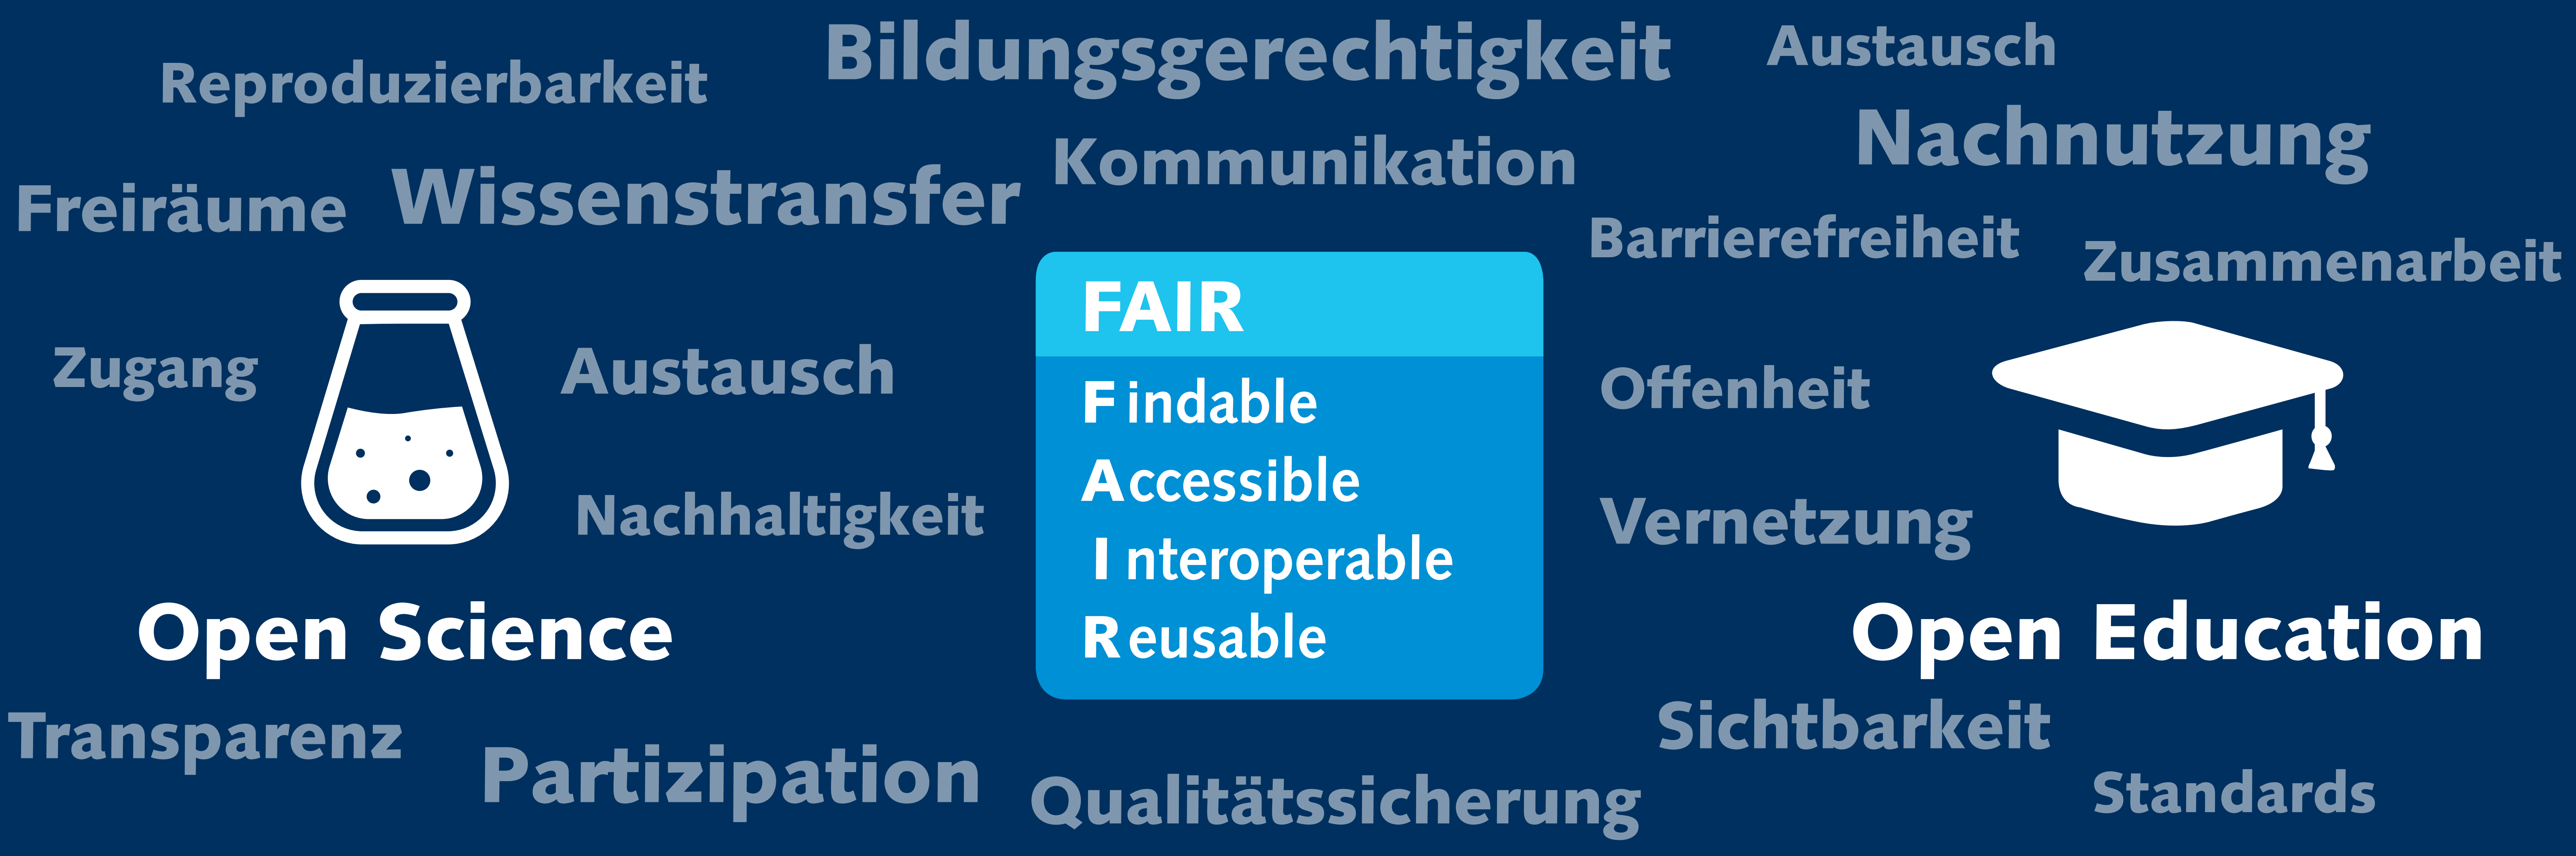 Bildungsgerechtigkeit
Austausch
Reproduzierbarkeit
Nachnutzung
Kommunikation
Wissenstransfer
Freiräume
Barrierefreiheit
Zusammenarbeit
FAIR
Zugang
Austausch
Offenheit
Findable
Accessible
Nachhaltigkeit
Vernetzung
Interoperable
Reusable
Open Science
Open Education
Transparenz
Sichtbarkeit
Partizipation
Qualitätssicherung
Standards